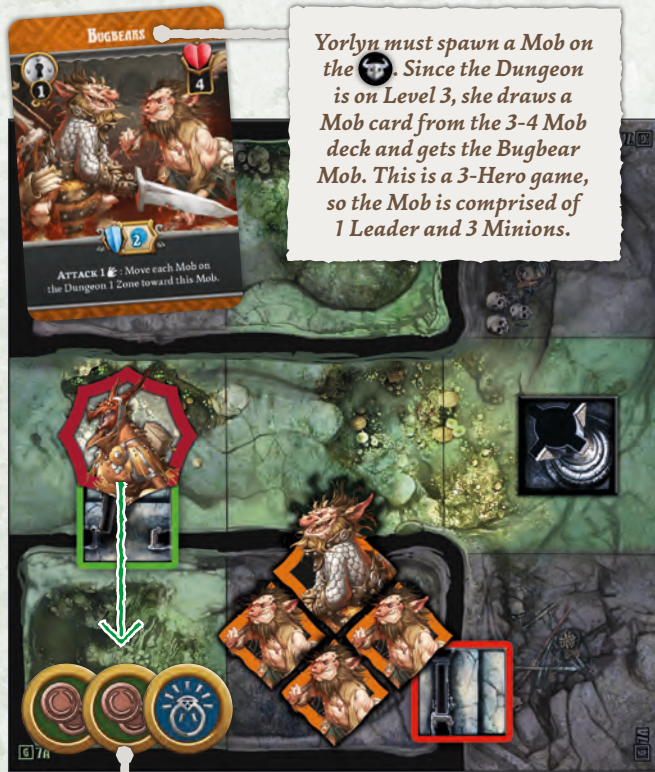 BUGBEARS
1
4
2
ATTACK 1 : Move each Mob on
the Dungeon 1 Zone toward this Mob.
Yorlyn must spawn a Mob on
the . Since the Dungeon
is on Level 3, she draws a
Mob card from the 3-4 Mob
deck and gets the Bugbear
Mob. This is a 3-Hero game,
so the Mob is comprised of
1 Leader and 3 Minions.
G 7A